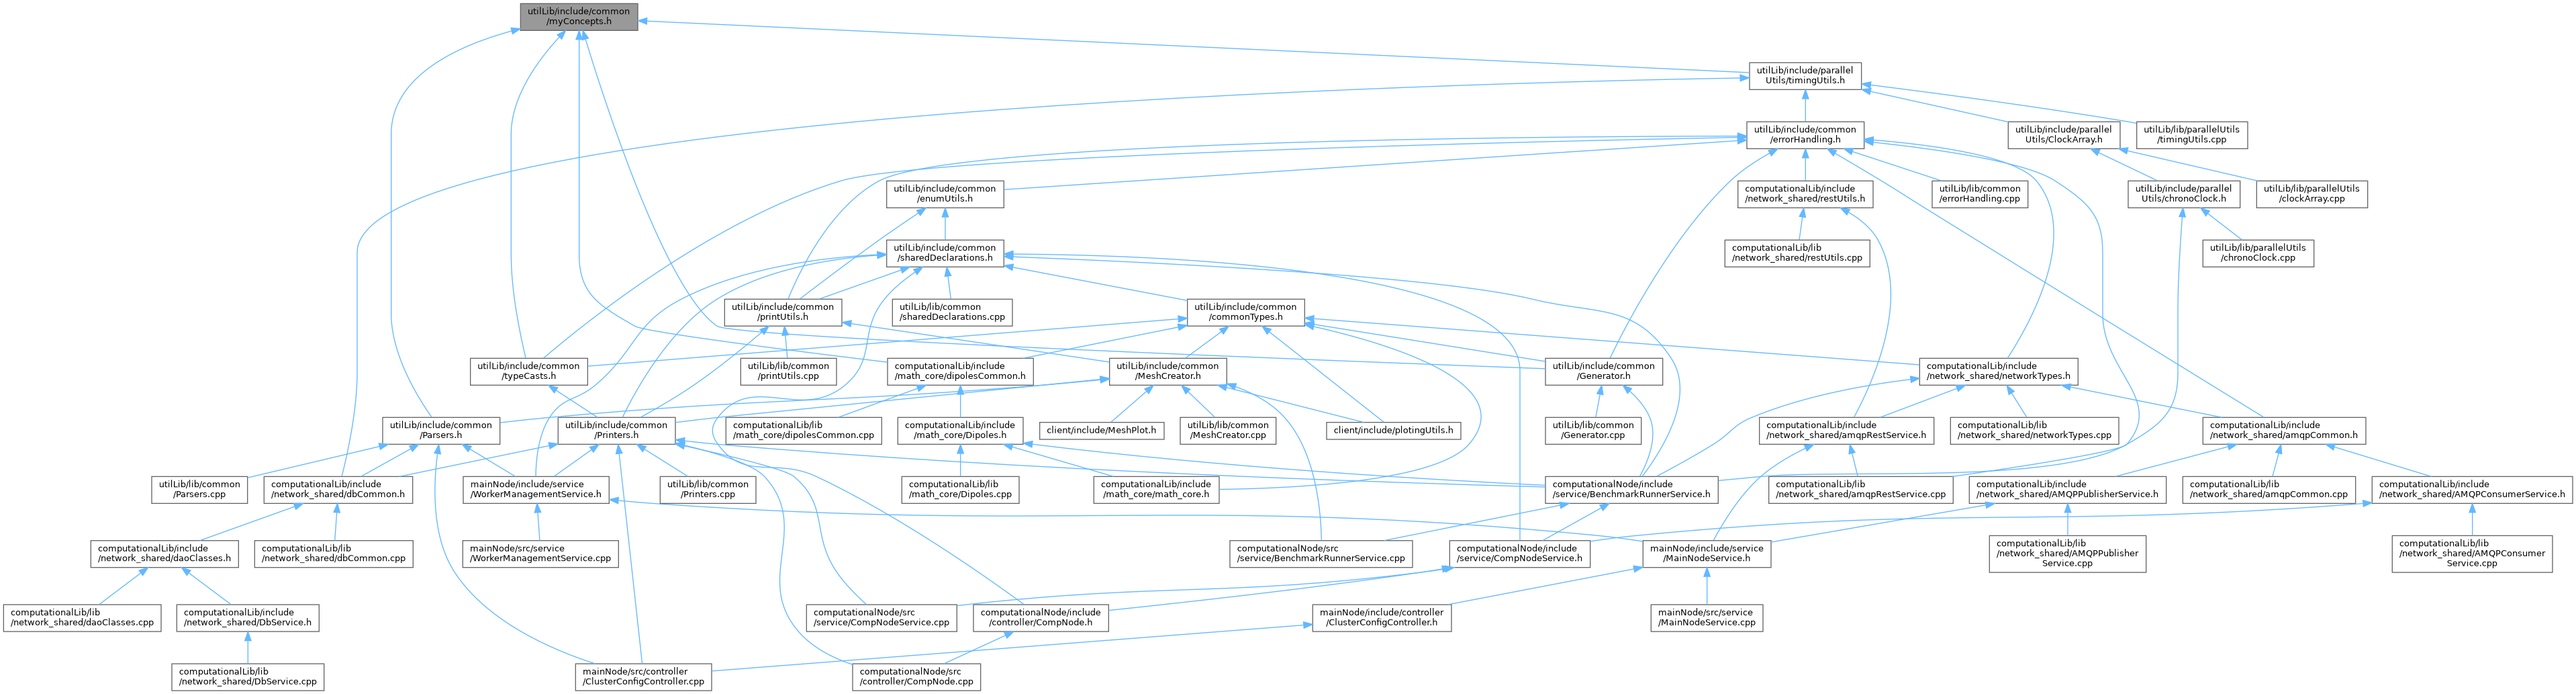 utilLib/include/common
/myConcepts.h
utilLib/include/parallel
Utils/timingUtils.h
utilLib/include/common
/errorHandling.h
utilLib/include/parallel
Utils/ClockArray.h
utilLib/lib/parallelUtils
/timingUtils.cpp
utilLib/include/common
/enumUtils.h
computationalLib/include
/network_shared/restUtils.h
utilLib/lib/common
/errorHandling.cpp
utilLib/include/parallel
Utils/chronoClock.h
utilLib/lib/parallelUtils
/clockArray.cpp
utilLib/include/common
/sharedDeclarations.h
computationalLib/lib
/network_shared/restUtils.cpp
utilLib/lib/parallelUtils
/chronoClock.cpp
utilLib/include/common
/printUtils.h
utilLib/lib/common
/sharedDeclarations.cpp
utilLib/include/common
/commonTypes.h
utilLib/include/common
/typeCasts.h
utilLib/lib/common
/printUtils.cpp
computationalLib/include
/math_core/dipolesCommon.h
utilLib/include/common
/MeshCreator.h
utilLib/include/common
/Generator.h
computationalLib/include
/network_shared/networkTypes.h
utilLib/include/common
/Parsers.h
utilLib/include/common
/Printers.h
computationalLib/lib
/math_core/dipolesCommon.cpp
computationalLib/include
/math_core/Dipoles.h
client/include/MeshPlot.h
utilLib/lib/common
/MeshCreator.cpp
client/include/plotingUtils.h
utilLib/lib/common
/Generator.cpp
computationalLib/include
/network_shared/amqpRestService.h
computationalLib/lib
/network_shared/networkTypes.cpp
computationalLib/include
/network_shared/amqpCommon.h
utilLib/lib/common
/Parsers.cpp
computationalLib/include
/network_shared/dbCommon.h
mainNode/include/service
/WorkerManagementService.h
utilLib/lib/common
/Printers.cpp
computationalLib/lib
/math_core/Dipoles.cpp
computationalLib/include
/math_core/math_core.h
computationalNode/include
/service/BenchmarkRunnerService.h
computationalLib/lib
/network_shared/amqpRestService.cpp
computationalLib/include
/network_shared/AMQPPublisherService.h
computationalLib/lib
/network_shared/amqpCommon.cpp
computationalLib/include
/network_shared/AMQPConsumerService.h
computationalLib/include
/network_shared/daoClasses.h
computationalLib/lib
/network_shared/dbCommon.cpp
mainNode/src/service
/WorkerManagementService.cpp
computationalNode/src
/service/BenchmarkRunnerService.cpp
computationalNode/include
/service/CompNodeService.h
mainNode/include/service
/MainNodeService.h
computationalLib/lib
/network_shared/AMQPPublisher
Service.cpp
computationalLib/lib
/network_shared/AMQPConsumer
Service.cpp
computationalLib/lib
/network_shared/daoClasses.cpp
computationalLib/include
/network_shared/DbService.h
computationalNode/src
/service/CompNodeService.cpp
computationalNode/include
/controller/CompNode.h
mainNode/include/controller
/ClusterConfigController.h
mainNode/src/service
/MainNodeService.cpp
computationalLib/lib
/network_shared/DbService.cpp
mainNode/src/controller
/ClusterConfigController.cpp
computationalNode/src
/controller/CompNode.cpp